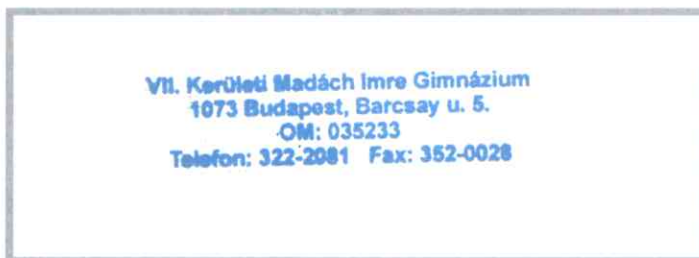 VII. Kerületi Madách Imre Gimnázium
1073 Budapest, Barcsay u. 5.
OM: 035233
Telefon: 322-2081 Fax: 352-0028